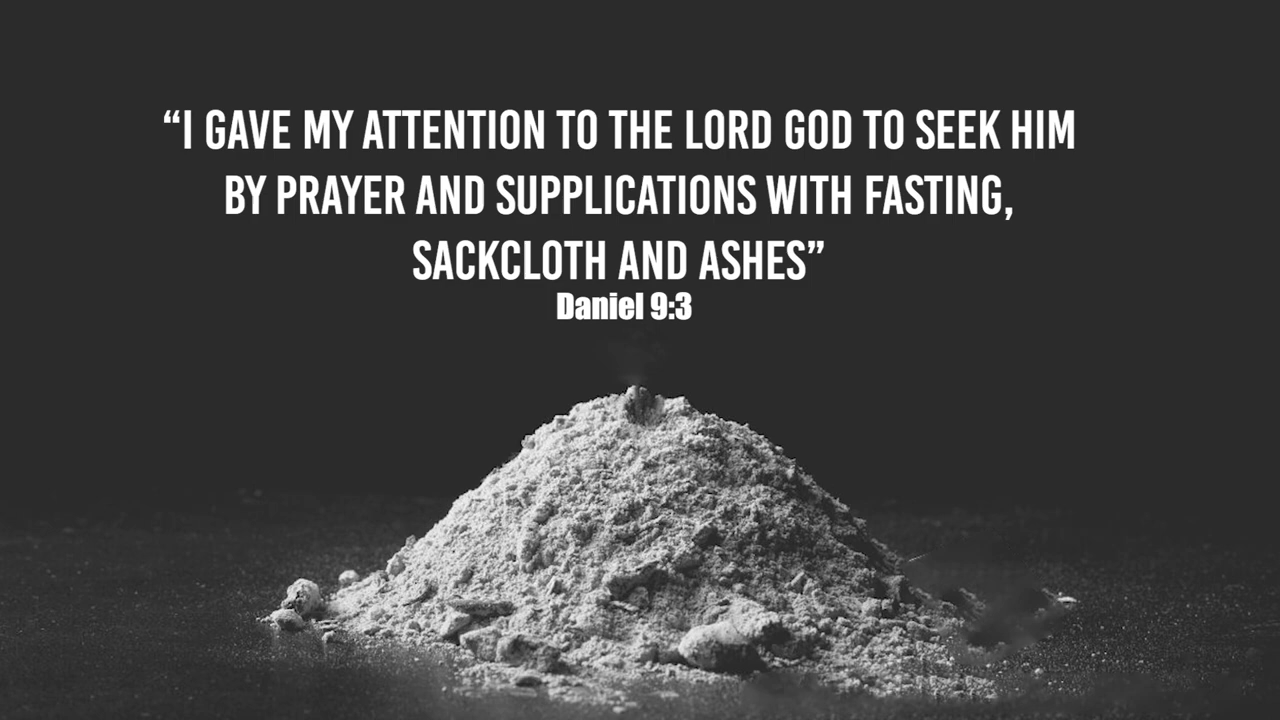 “I GAVE MY ATTENTION TO THE LORD GOD TO SEEK HIM
BY PRAYER AND SUPPLICATIONS WITH FASTING,
SACKCLOTH AND ASHES”
Daniel 9:3